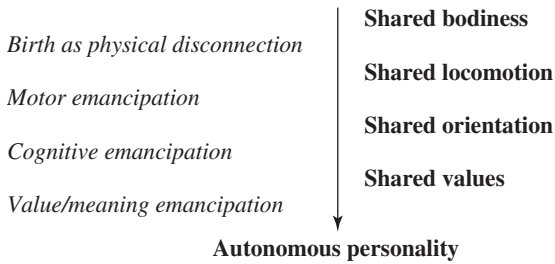 Shared bodiness
Birth as physical disconnection
Shared locomotion
Motor emancipation
Shared orientation
Cognitive emancipation
Shared values
Value/meaning emancipation
Autonomous personality